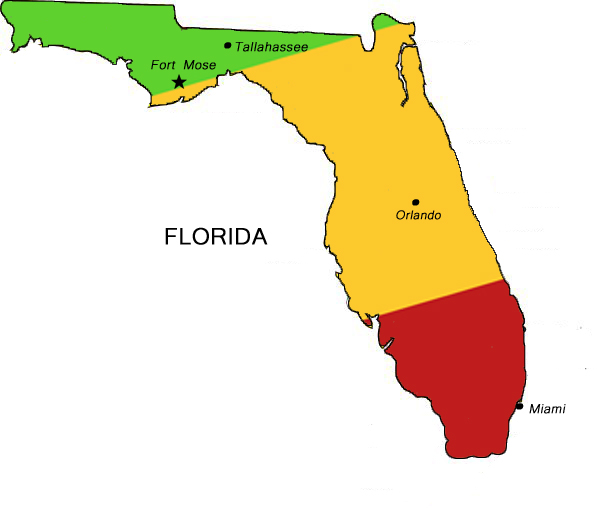 Tallahassee
Fort Mose
Orlando
FLORIDA
Miami